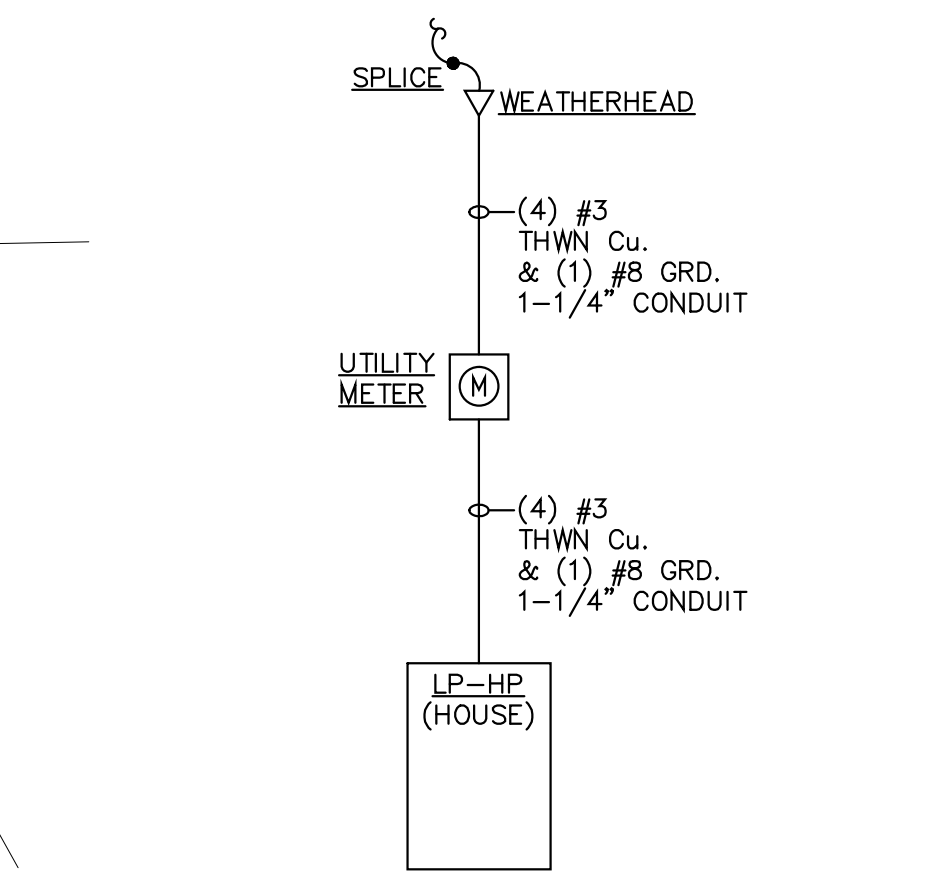 SPLICE
WEATHERHEAD
(4) #3
THWN Cu.
& (1) #8 GRD.
1-1/4" CONDUIT
UTILITY
METER
M
(4) #3
THWN Cu.
& (1) #8 GRD.
1-1/4" CONDUIT
LP-HP
(HOUSE)